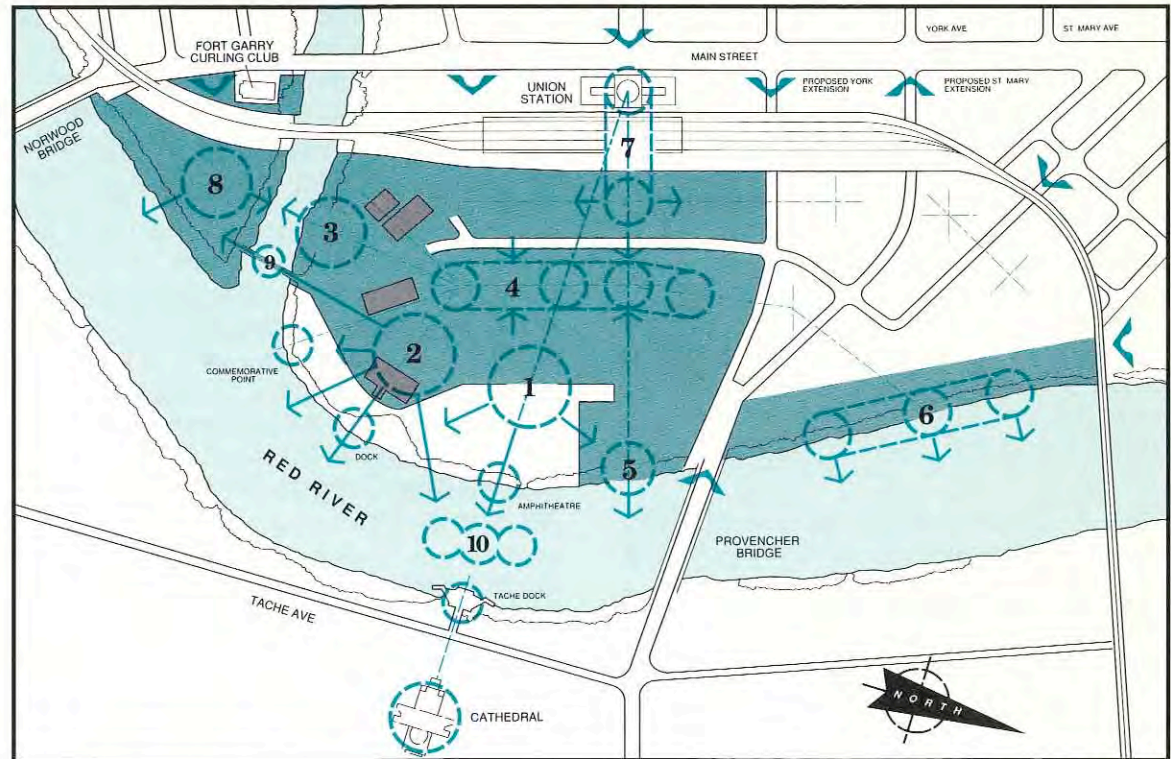 YORK AVE
ST MARY AVE
FORT GARRY
CURLING CLUB
MAIN STREET
UNION
STATION
PROPOSED YORK
EXTENSION
PROPOSED ST. MARY
EXTENSION
NORWOOD
BRIDGE
7
8
3
9
4
2
1
COMMEMORATIVE
POINT
6
DOCK
RED RIVER
5
AMPHITHEATRE
10
PROVENCHER
BRIDGE
TACHE AVE
TACHE DOCK
CATHEDRAL
NORTH